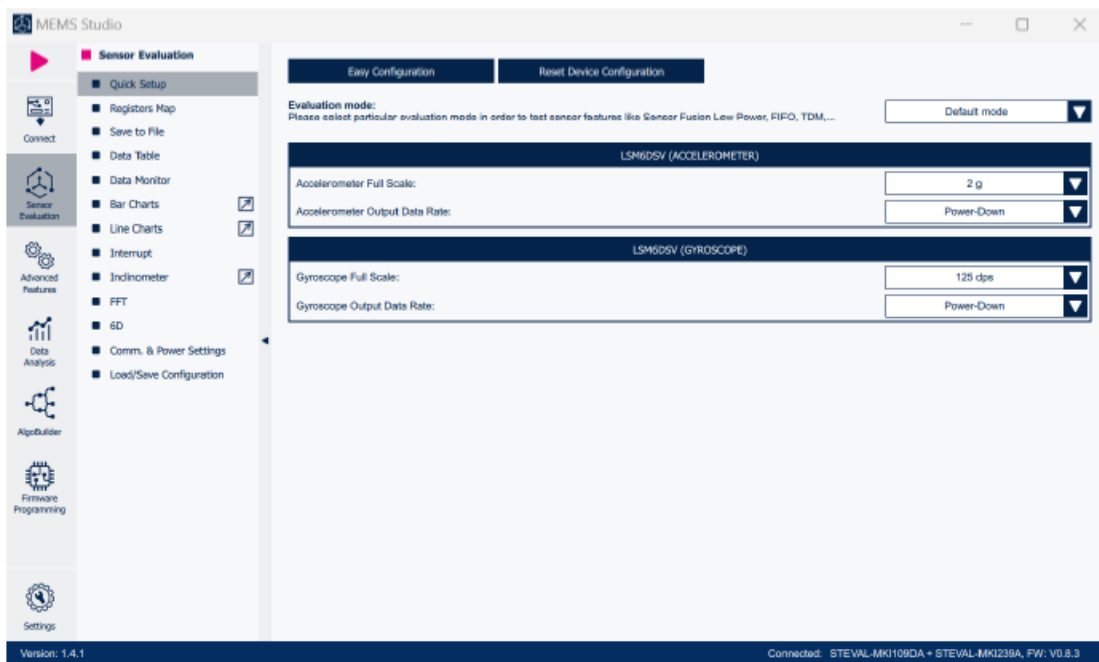 MEMS Studio
Connect
Sensor
Evaluation
Advanced
Features
Data
Analysis
AlgoBuilder
Firmware
Programming
Settings
Sensor Evaluation
Quick Setup
Registers Map
Save to File
Data Table
Data Monitor
Bar Charts
Line Charts
Interrupt
Inclinometer
FFT
6D
Comm. & Power Settings
Load/Save Configuration
Easy Configuration
Reset Device Configuration
Evaluation mode:
Please select particular evaluation mode in order to test sensor features like Sensor Fusion Low Power, FIFO, TDM,...
Default mode
LSM6DSV (ACCELEROMETER)
Accelerometer Full Scale: 2 g
Accelerometer Output Data Rate: Power-Down
LSM6DSV (GYROSCOPE)
Gyroscope Full Scale: 125 dps
Gyroscope Output Data Rate: Power-Down
Version: 1.4.1
Connected: STEVAL-MKI109DA + STEVAL-MKI239A, FW: V0.8.3